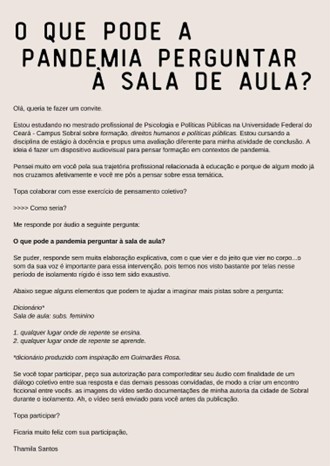 O QUE PODE A
PANDEMIA PERGUNTAR
À SALA DE AULA?
Olá, queria te fazer um convite.
Estou estudando no mestrado profissional de Psicologia e Políticas Públicas na Universidade Federal do
Ceará - Campus Sobral sobre formação, direitos humanos e políticas públicas. Estou cursando a
disciplina de estágio à docência e propus uma avaliação diferente para minha atividade de conclusão. A
ideia é fazer um dispositivo audiovisual para pensar formação em contextos de pandemia.
Pensei muito em você pela sua trajetória profissional relacionada à educação e porque de algum modo já
nos cruzamos afetivamente e você me pôs a pensar sobre essa temática.
Topa colaborar com esse exercício de pensamento coletivo?
>>>> Como seria?
Me responde por áudio a seguinte pergunta:
O que pode a pandemia perguntar à sala de aula?
Se puder, responde sem muita elaboração explicativa, com o que vier e do jeito que vier no corpo...o
som da sua voz é importante para essa intervenção, pois temos nos visto bastante por telas nesse
período de isolamento rígido e isso tem sido exaustivo.
Abaixo segue alguns elementos que podem te ajudar a imaginar mais pistas sobre a pergunta:
Dicionário*
Sala de aula: subs. feminino
1. qualquer lugar onde de repente se ensina.
2. qualquer lugar onde de repente se aprende.
*dicionário produzido com inspiração em Guimarães Rosa.
Se você topar participar, peço sua autorização para compor/editar seu áudio com finalidade de um
diálogo coletivo entre sua resposta e das demais pessoas convidadas, de modo a criar um encontro
ficcional entre vocês. as imagens do vídeo serão documentações de minha autoria da cidade de Sobral
durante o isolamento. Ah, o vídeo será enviado para você antes da publicação.
Topa participar?
Ficaria muito feliz com sua participação,
Thamila Santos